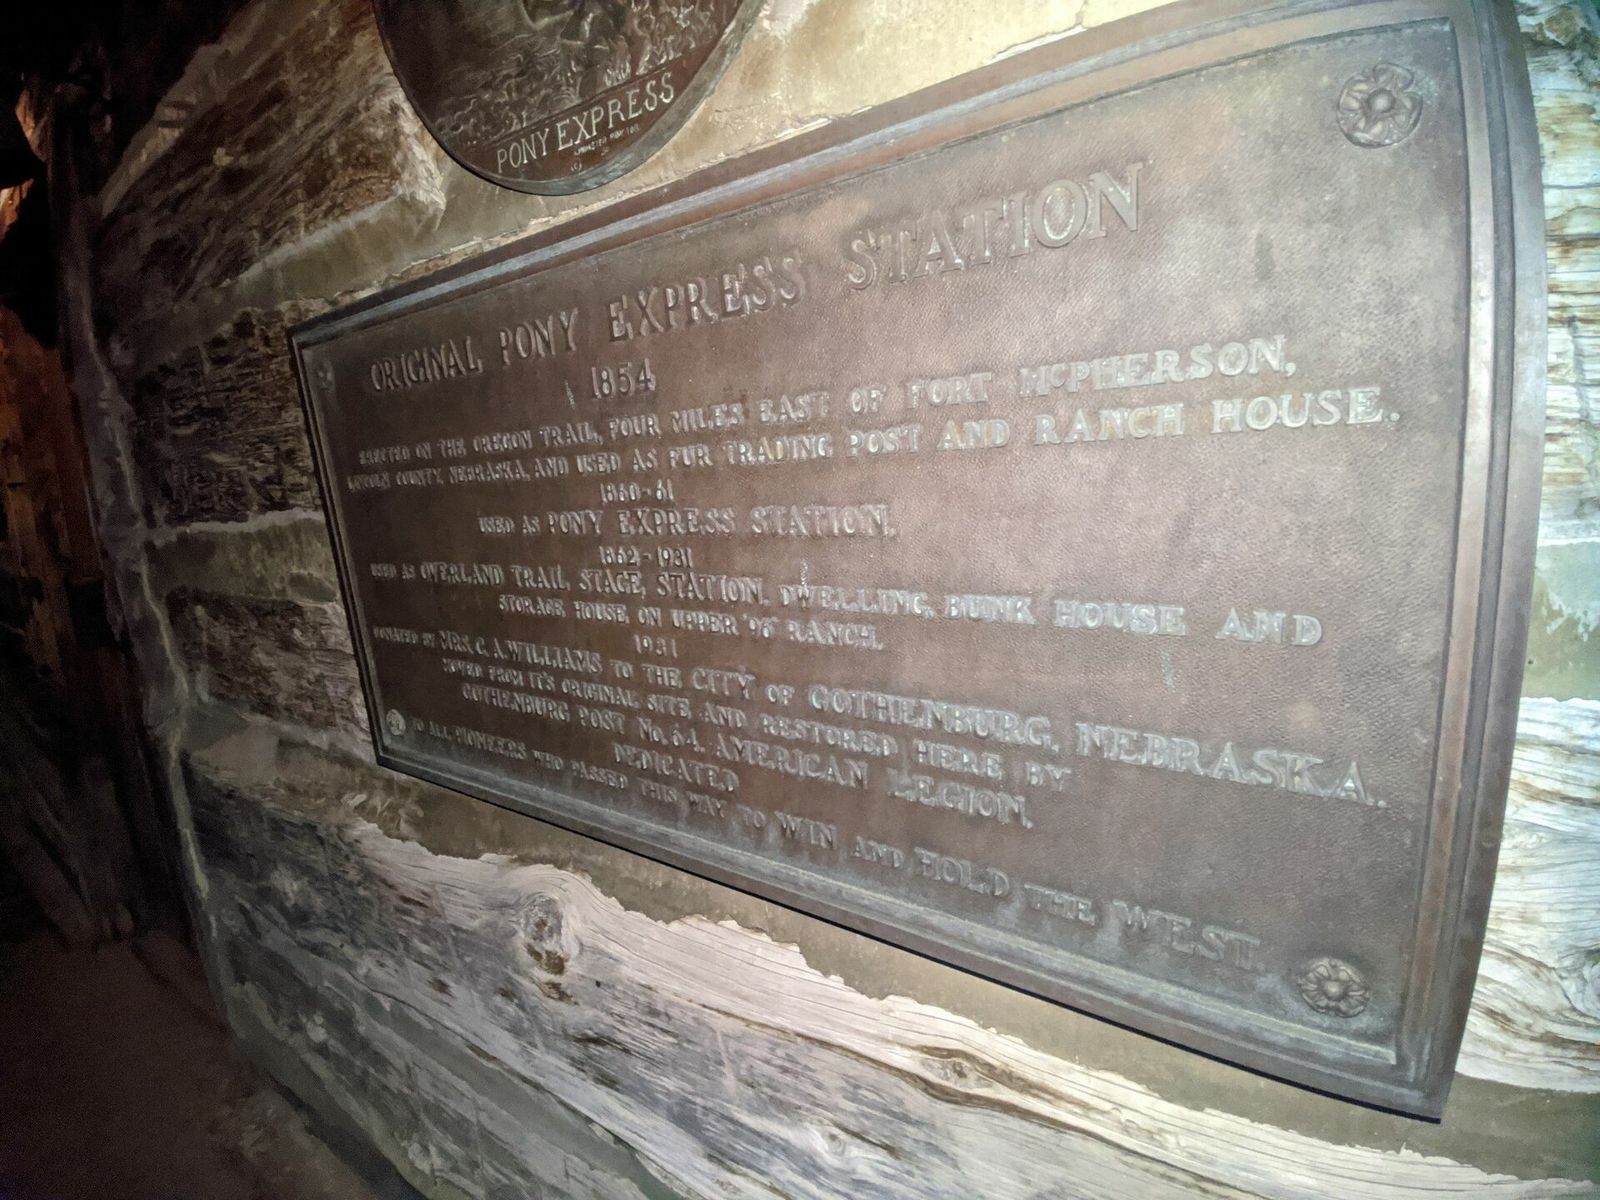 PONY EXPRESS
ORIGINAL PONY EXPRESS STATION
1854
ERECTED ON THE OREGON TRAIL, FOUR MILES EAST OF FORT McPHERSON,
LINCOLN COUNTY, NEBRASKA, AND USED AS FUR TRADING POST AND RANCH HOUSE.
1860-61
USED AS PONY EXPRESS STATION.
1862-1931
USED AS OVERLAND TRAIL STAGE STATION, DWELLING, BUNK HOUSE AND
STORAGE HOUSE ON UPPER '96 RANCH.
1931
DONATED BY MRS. C. A. WILLIAMS TO THE CITY OF GOTHENBURG, NEBRASKA.
MOVED FROM IT'S ORIGINAL SITE AND RESTORED HERE BY
GOTHENBURG POST No. 64, AMERICAN LEGION.
DEDICATED
TO ALL PIONEERS WHO PASSED THIS WAY TO WIN AND HOLD THE WEST.